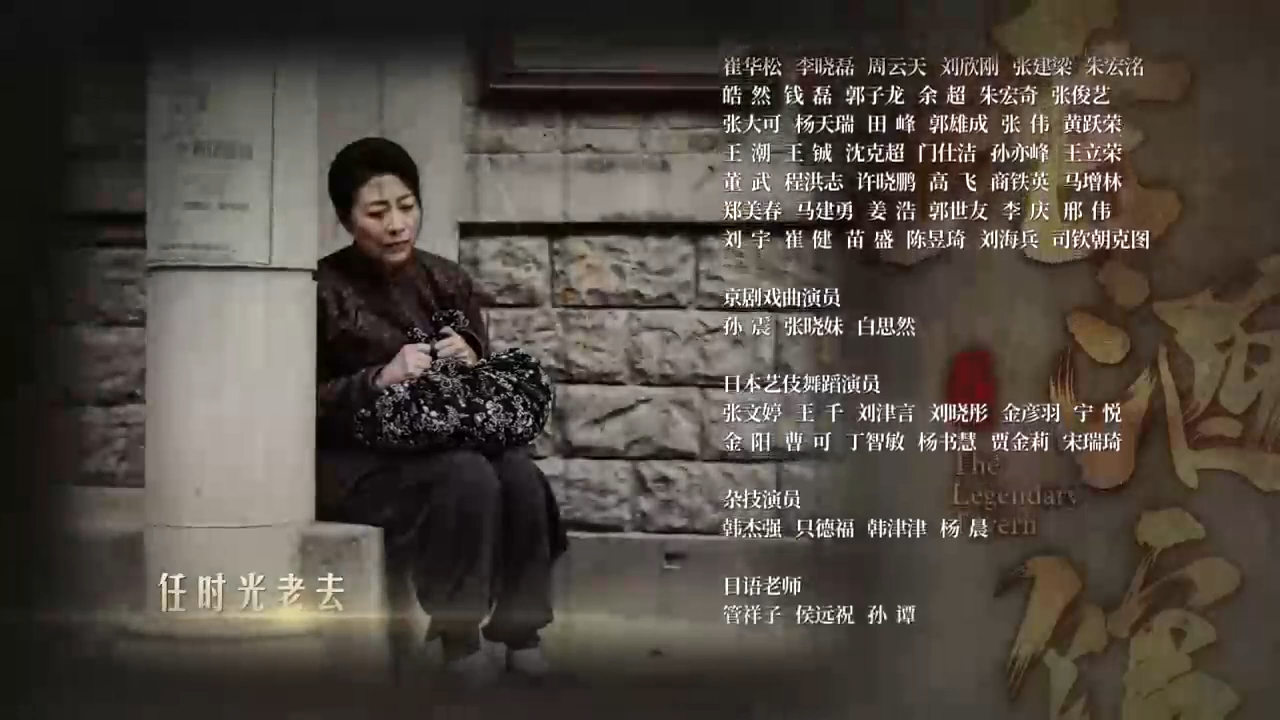 崔华松 李晓磊 周云天 刘欣刚 张建梁 朱宏洺
皓 然 钱 磊 郭子龙 余 超 朱宏奇 张俊艺
张大可 杨天瑞 田 峰 郭雄成 张 伟 黄跃荣
王 潮 王 铖 沈克超 门仕洁 孙亦峰 王立荣
董 武 程洪志 许晓鹏 高 飞 商铁英 马增林
郑美春 马建勇 姜 浩 郭世友 李 庆 邢 伟
刘 宇 崔 健 苗 盛 陈昱琦 刘海兵 司钦朝克图
京剧戏曲演员
孙 震 张晓妹 白思然
日本艺伎舞蹈演员
张文婷 王 千 刘津言 刘晓彤 金彦羽 宁 悦
金 阳 曹 可 丁智敏 杨书慧 贾金莉 宋瑞琦
杂技演员
韩杰强 只德福 韩津津 杨 晨
日语老师
管祥子 侯远祝 孙 谭
任时光老去
酒
馆
The
Legendary
Tavern